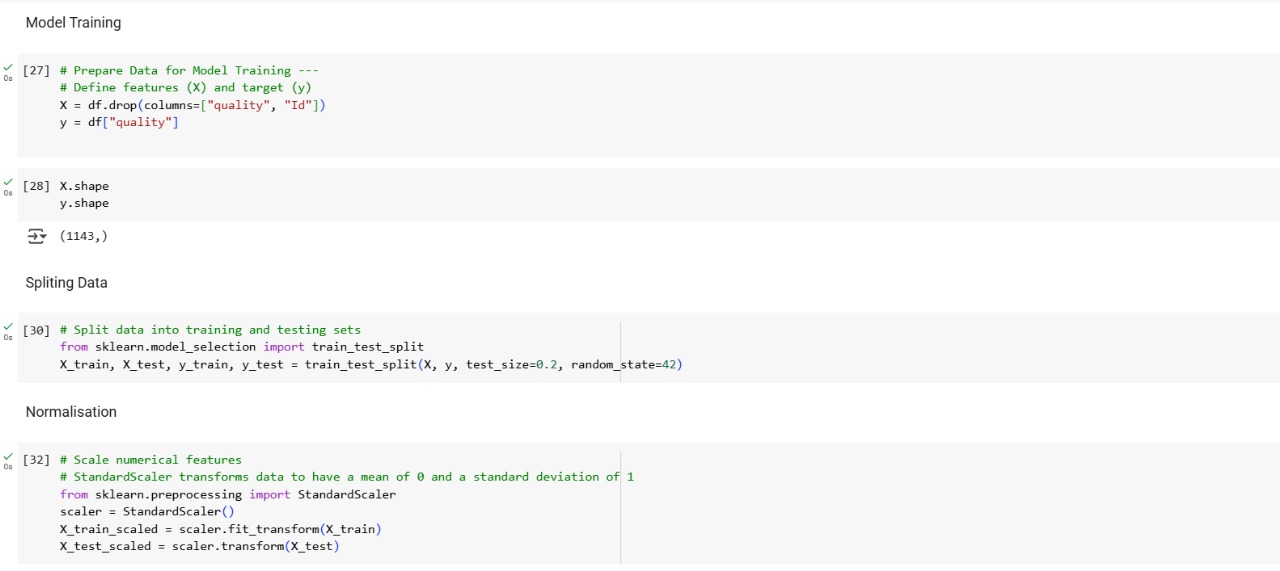 Model Training
[27] # Prepare Data for Model Training ---
# Define features (X) and target (y)
X = df.drop(columns=["quality", "Id"])
y = df["quality"]
0s
[28] X.shape
y.shape
0s
(1143,)
Spliting Data
[30] # Split data into training and testing sets
0s
from sklearn.model_selection import train_test_split
X_train, X_test, y_train, y_test = train_test_split(X, y, test_size=0.2, random_state=42)
Normalisation
[32] # Scale numerical features
0s
# StandardScaler transforms data to have a mean of 0 and a standard deviation of 1
from sklearn.preprocessing import StandardScaler
scaler = StandardScaler()
X_train_scaled = scaler.fit_transform(X_train)
X_test_scaled = scaler.transform(X_test)